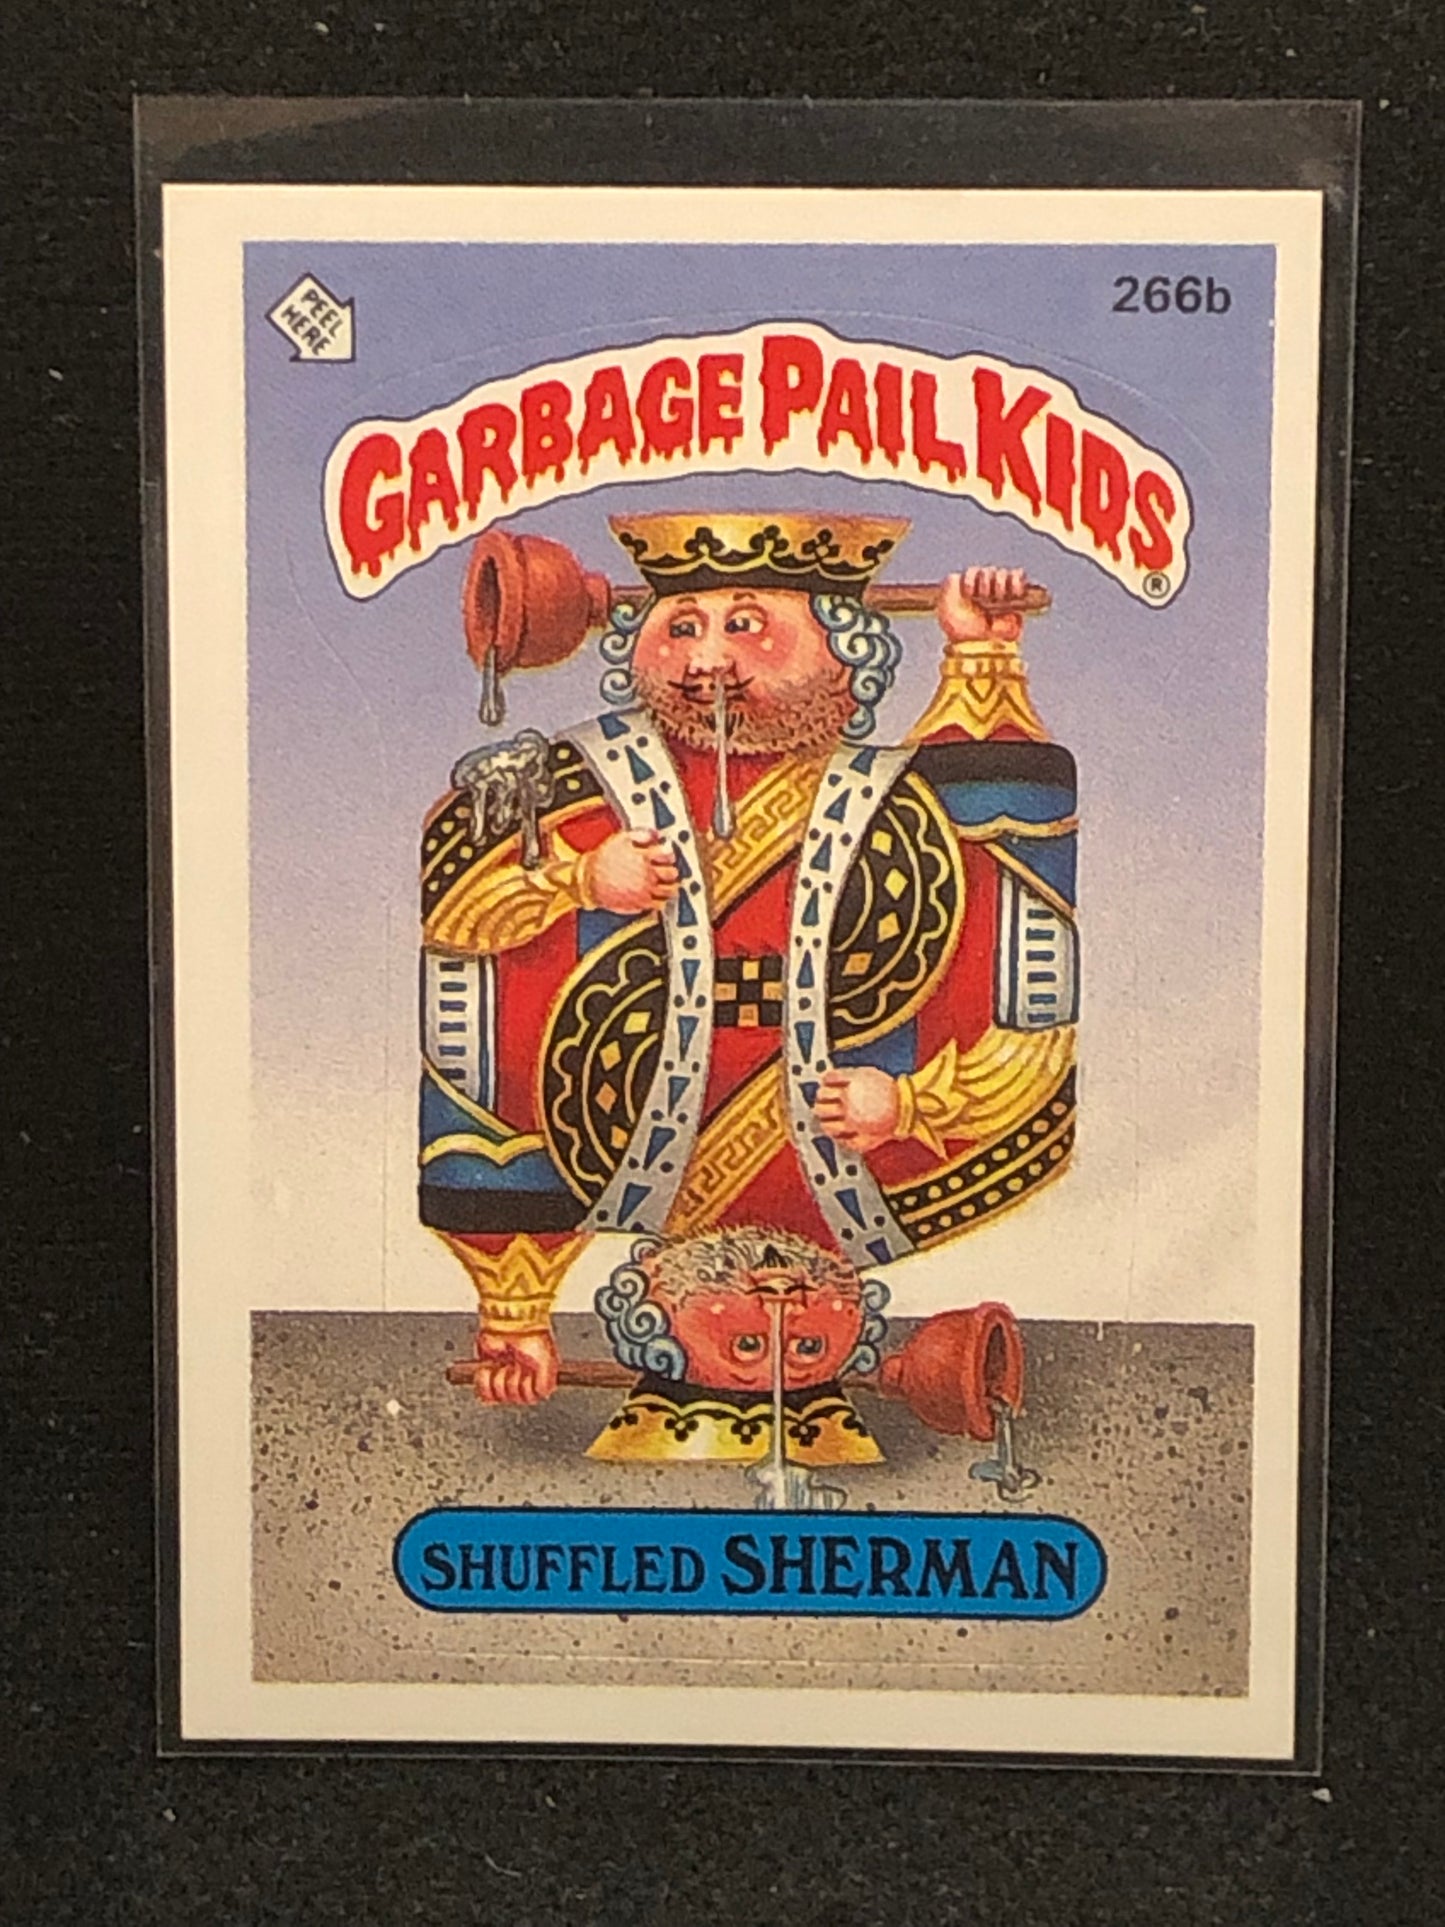 PEEL
HERE
266b
GARBAGE PAIL KIDS
®
SHUFFLED SHERMAN